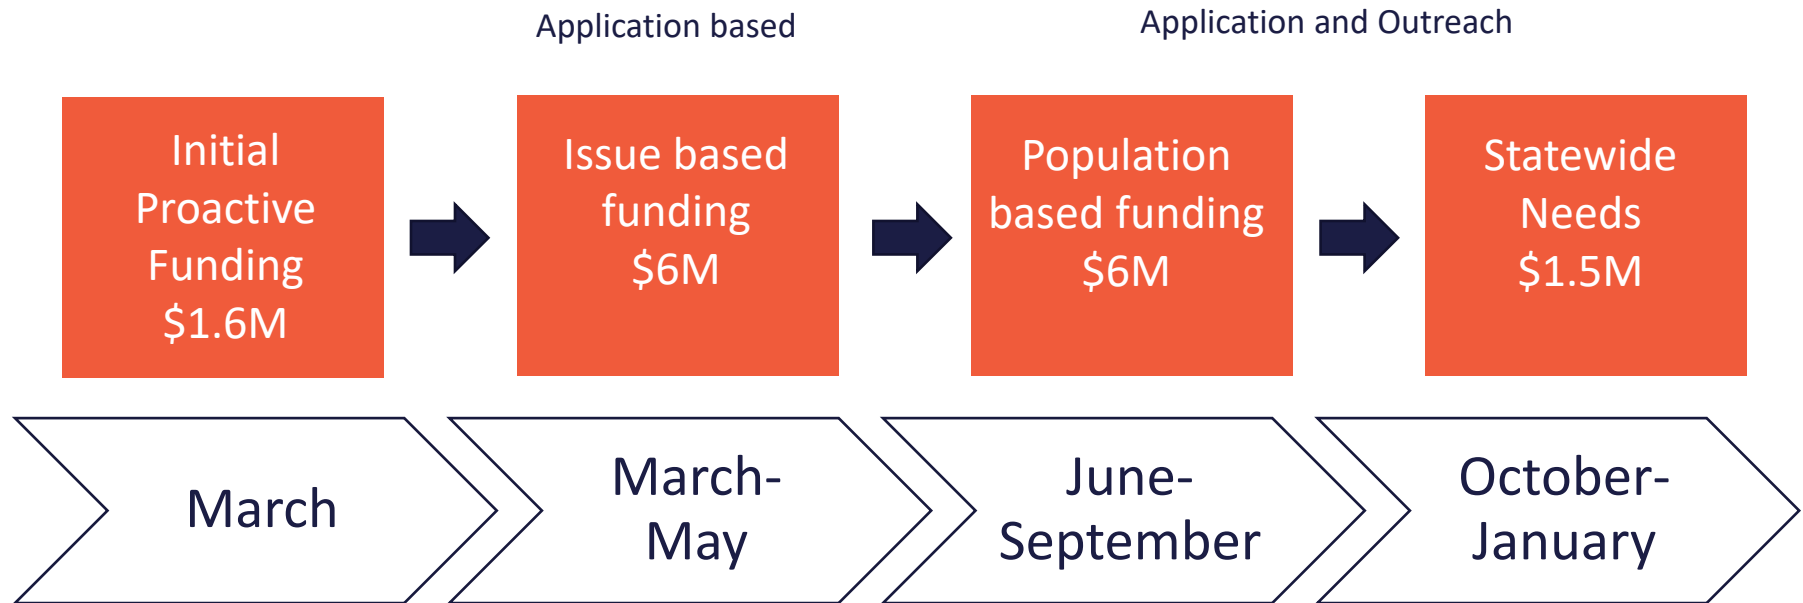 Application based
Application and Outreach
Initial
Proactive
Funding
$1.6M
Issue based
funding
$6M
Population
based funding
$6M
Statewide
Needs
$1.5M
March
March-
May
June-
September
October-
January